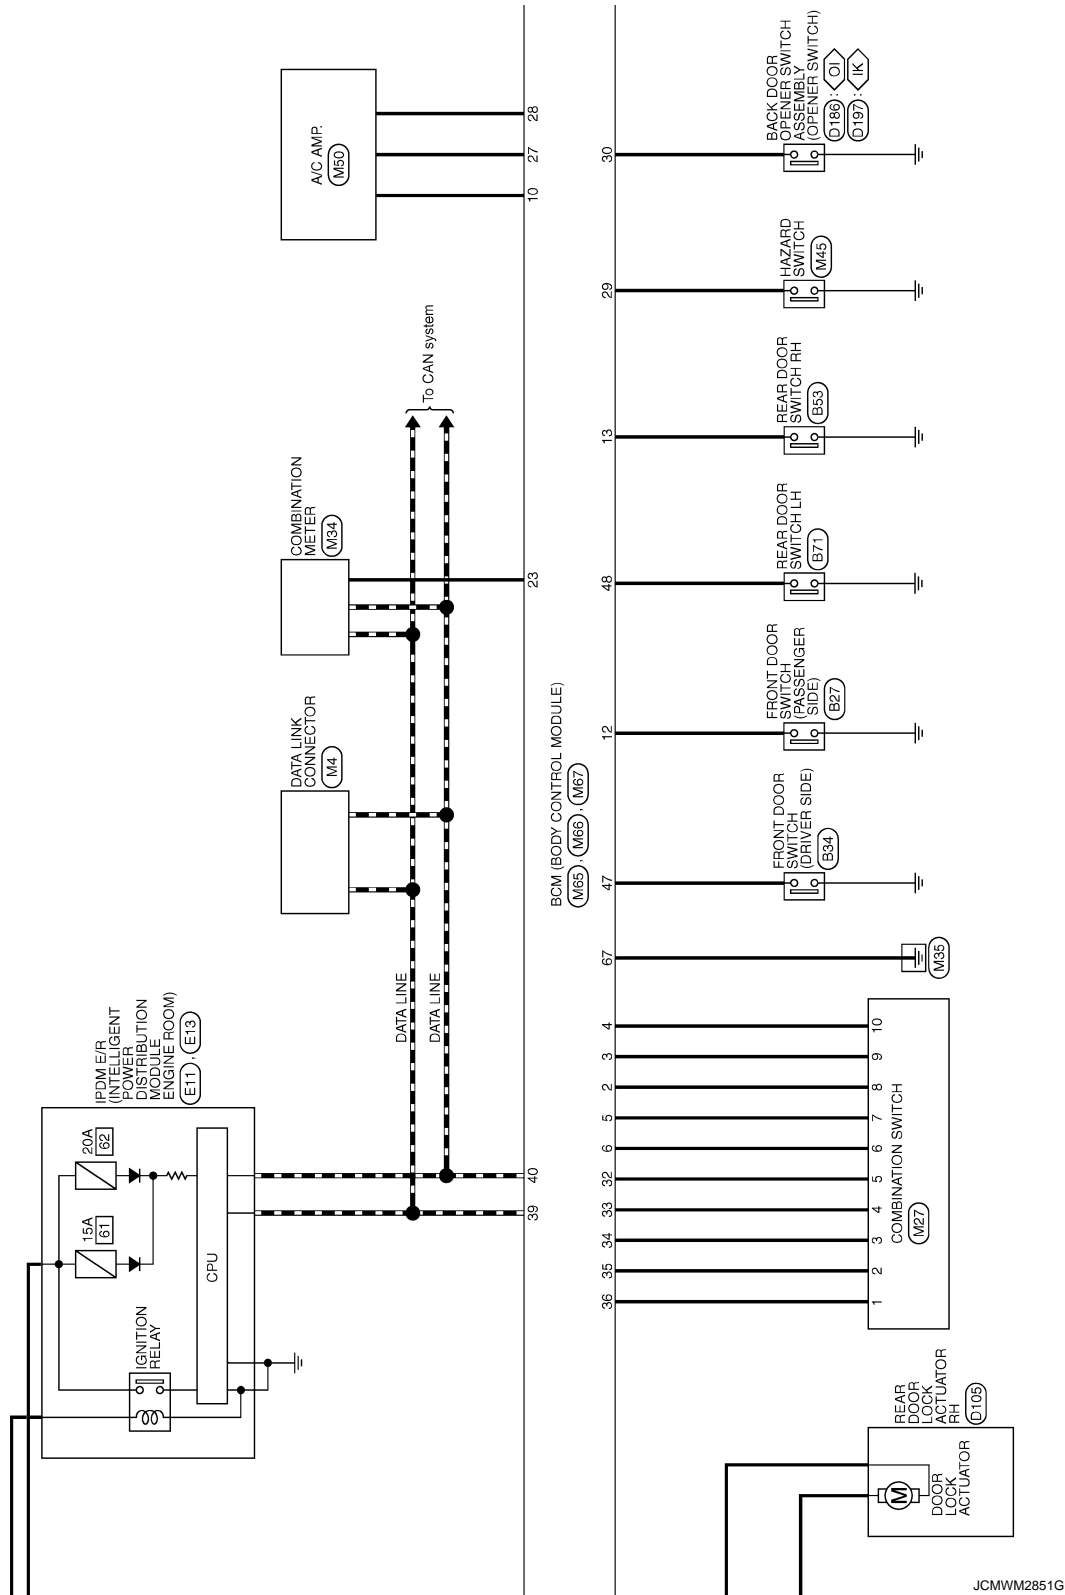 IPDM E/R
(INTELLIGENT
POWER
DISTRIBUTION
MODULE
ENGINE ROOM)
E11 , E13
20A
62
15A
61
CPU
IGNITION
RELAY
DATA LINE
DATA LINE
39
40
DATA LINK
CONNECTOR
M4
COMBINATION
METER
M34
23
To CAN system
A/C AMP.
M50
10
27
28
BCM (BODY CONTROL MODULE)
M65 , M66 , M67
REAR
DOOR
LOCK
ACTUATOR
RH
D105
M
DOOR
LOCK
ACTUATOR
36
35
34
33
32
6
5
2
3
4
1
2
3
4
5
6
7
8
9
10
COMBINATION SWITCH
M27
67
M35
47
FRONT DOOR
SWITCH
(DRIVER SIDE)
B34
12
FRONT DOOR
SWITCH
(PASSENGER
SIDE)
B27
48
REAR DOOR
SWITCH LH
B71
13
REAR DOOR
SWITCH RH
B53
29
HAZARD
SWITCH
M45
30
BACK DOOR
OPENER SWITCH
ASSEMBLY
(OPENER SWITCH)
D186 : OI
D197 : IK
JCMWM2851G